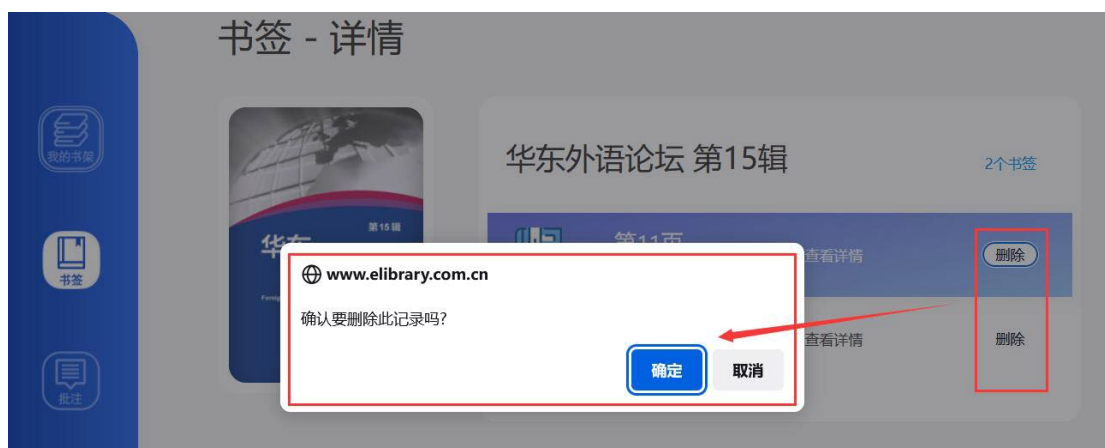 书签 - 详情
我的书架
华东外语论坛 第15辑
2个书签
第15辑
华东
第11页
查看详情
删除
书签
www.elibrary.com.cn
确认要删除此记录吗?
确定
取消
查看详情
删除
批注